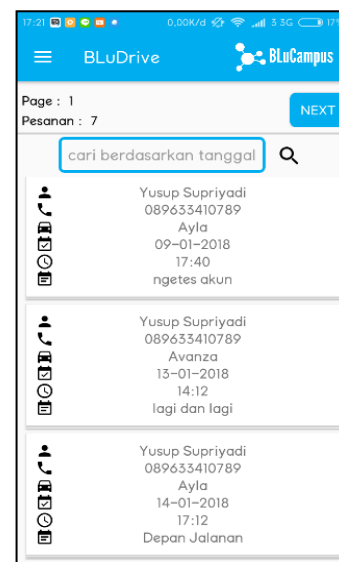 17:21 0,00K/d 3 3G 17%
BLuDrive BLuCampus
Page : 1
Pesanan : 7
NEXT
cari berdasarkan tanggal
Yusup Supriyadi
089633410789
Ayla
09-01-2018
17:40
ngetes akun
Yusup Supriyadi
089633410789
Avanza
13-01-2018
14:12
lagi dan lagi
Yusup Supriyadi
089633410789
Ayla
14-01-2018
17:12
Depan Jalanan